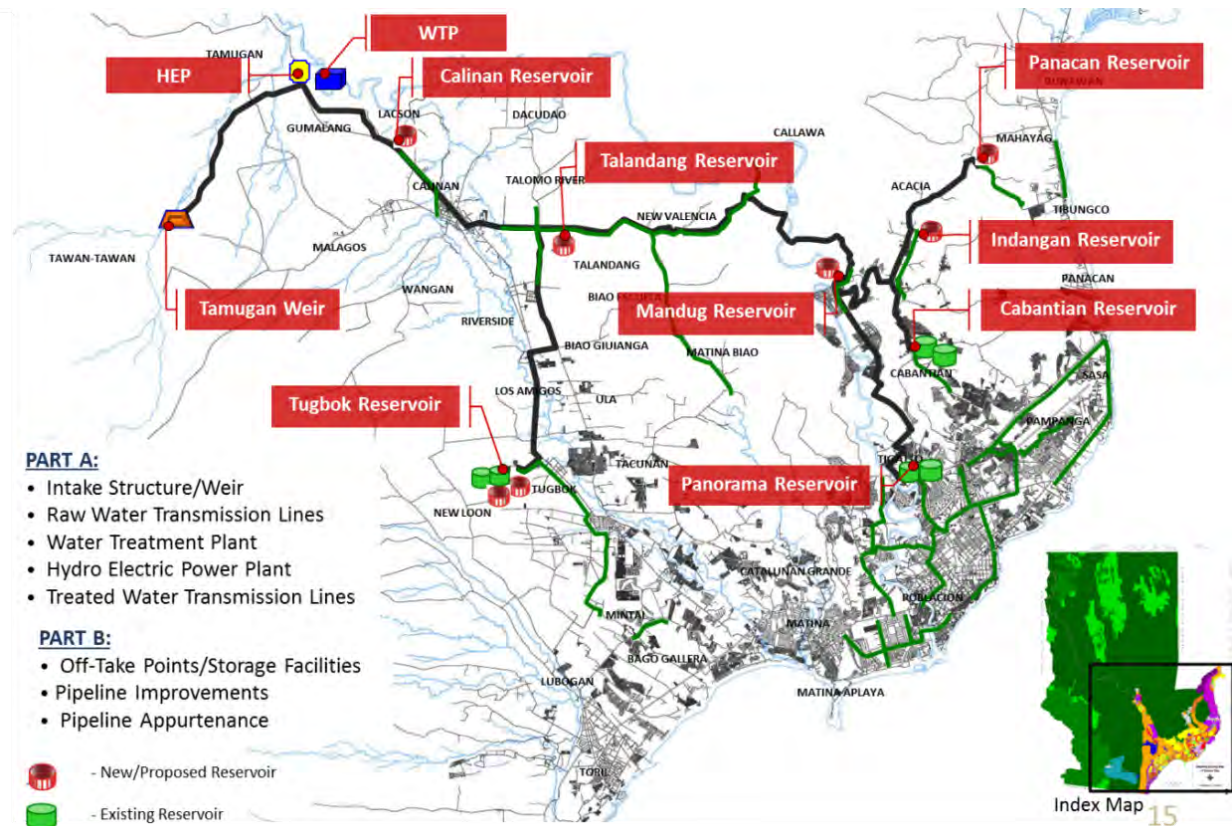 WTP
TAMUGAN
HEP
Calinan Reservoir
Panacan Reservoir
LACSON
DACUDAO
GUMALANG
CALLAWA
MAHAYAG
Talandang Reservoir
CALINAN
TALOMO RIVER
ACACIA
NEW VALENCIA
TIBUNGCO
MALAGOS
Indangan Reservoir
TAWAN-TAWAN
TALANDANG
PANACAN
WANGAN
Tamugan Weir
Mandug Reservoir
Cabantian Reservoir
RIVERSIDE
BIAO GIUIANGA
MATINA BIAO
CABANTIAN
SASA
LOS AMIGOS
ULA
Tugbok Reservoir
PAMPANGA
TACUNAN
Panorama Reservoir
TUGBOK
NEW LOON
PART A:
• Intake Structure/Weir
• Raw Water Transmission Lines
• Water Treatment Plant
• Hydro Electric Power Plant
• Treated Water Transmission Lines
PART B:
• Off-Take Points/Storage Facilities
• Pipeline Improvements
• Pipeline Appurtenance
CATALUNAN GRANDE
POBLACION
MINTAL
MATINA
BAGO GALLERA
LUBOGAN
MATINA APLAYA
TORIL
- New/Proposed Reservoir
- Existing Reservoir
Index Map
15